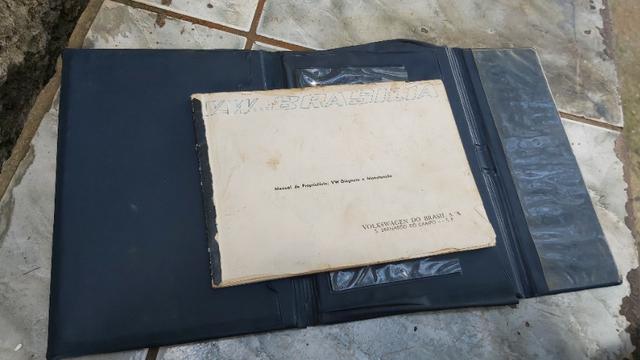 VW-BRASILIA
Manual do Proprietário: VW-Diagnose e Manutenção
VOLKSWAGEN DO BRASIL S.A.
S. BERNARDO DO CAMPO — S.P.